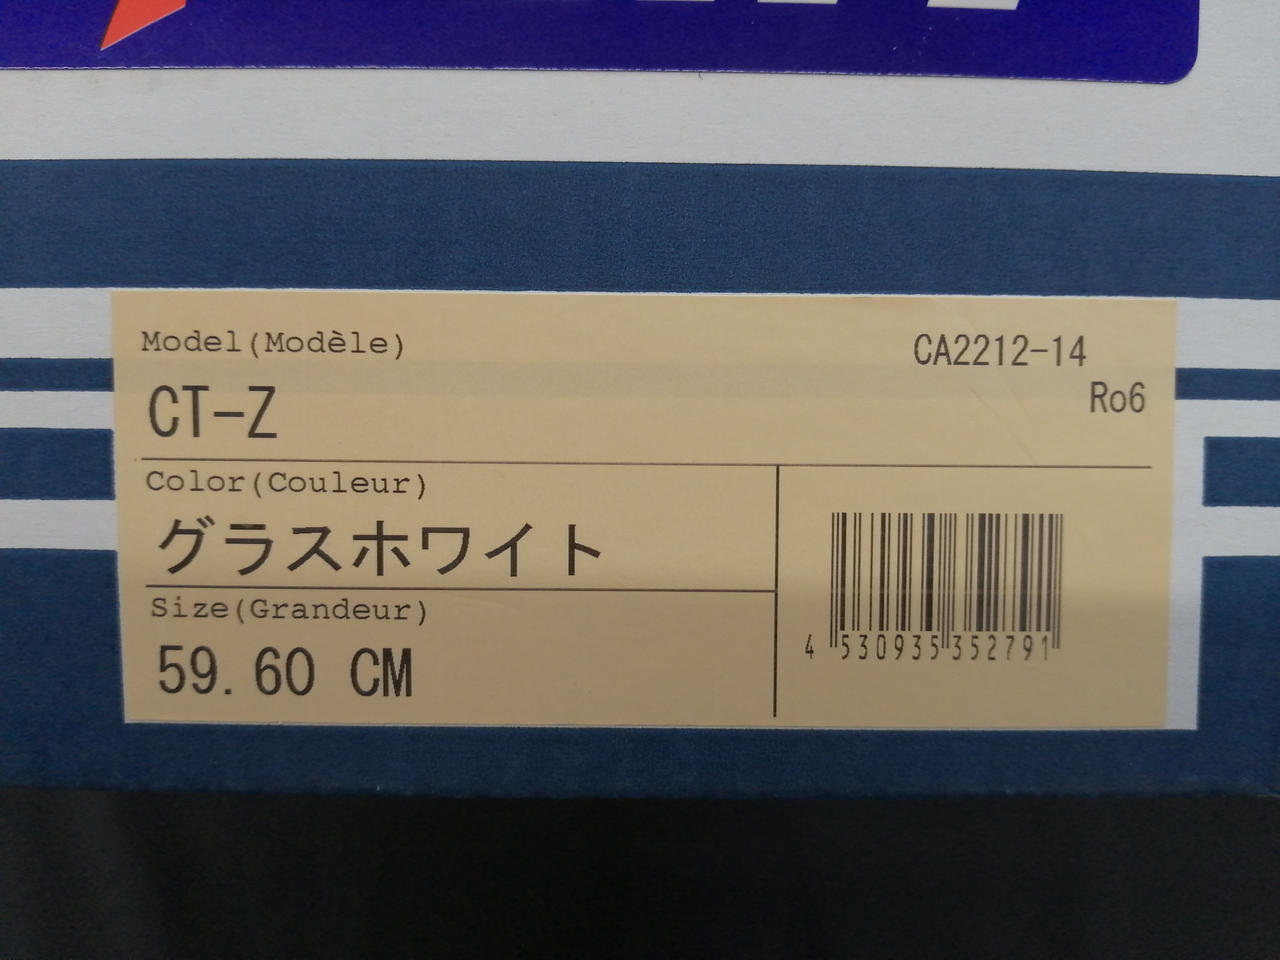 Model(Modèle)
CA2212-14
CT-Z
Ro6
Color(Couleur)
グラスホワイト
Size(Grandeur)
59.60 CM
4 530935 352791